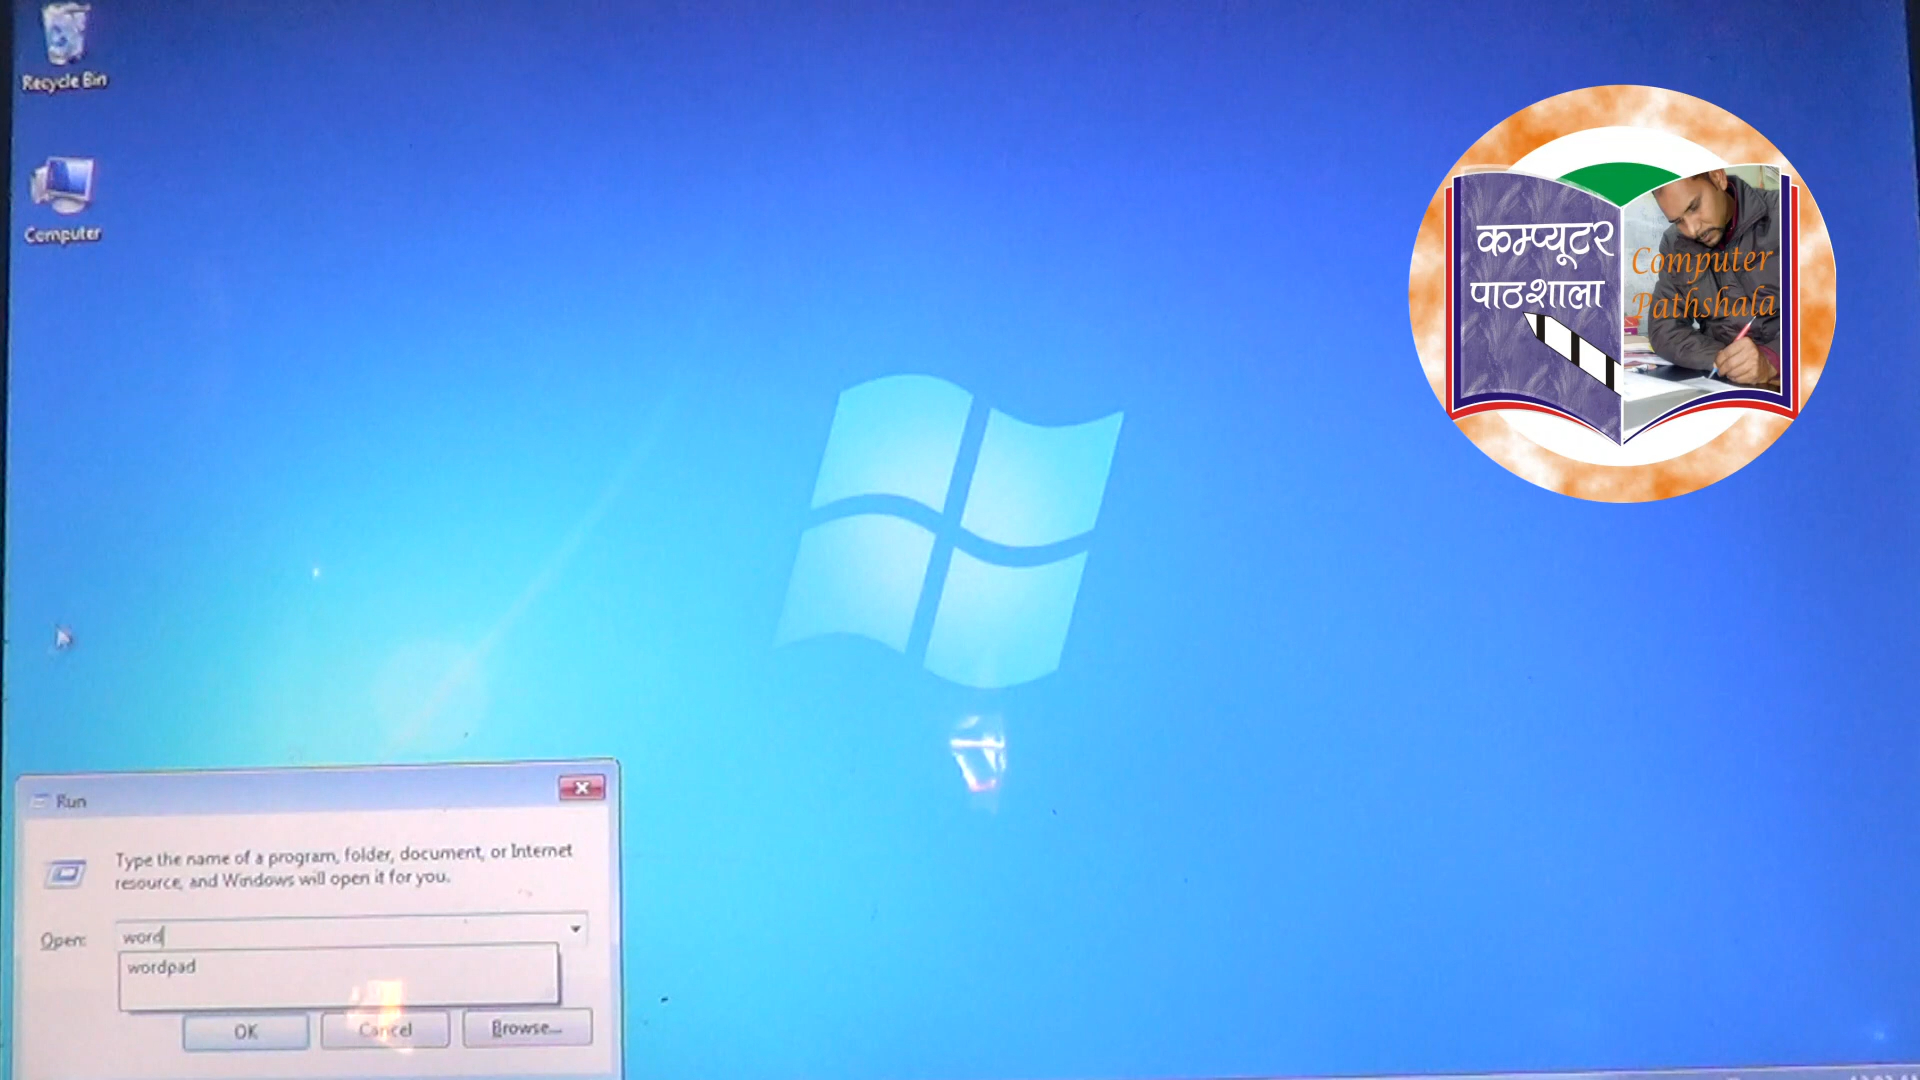 Recycle Bin
Computer
कम्प्यूटर
पाठशाला
Computer
Pathshala
Run
Type the name of a program, folder, document, or Internet
resource, and Windows will open it for you.
Open:
word
wordpad
OK
Cancel
Browse...